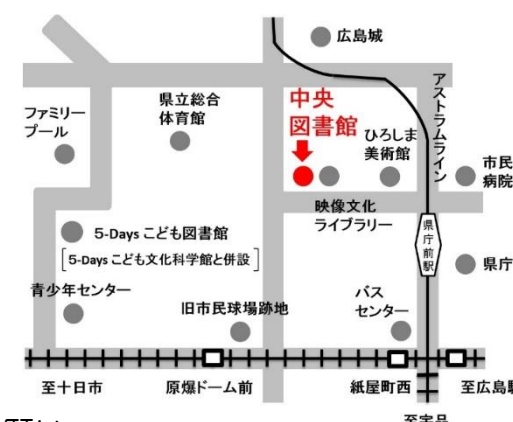 広島城
アストラムライン
中央
図書館
県立総合
体育館
ファミリー
プール
ひろしま
美術館
市民
病院
映像文化
ライブラリー
県庁前駅
5-Days こども図書館
5-Days こども文化科学館と併設
県庁
青少年センター
旧市民球場跡地
バス
センター
至十日市
原爆ドーム前
紙屋町西
至広島駅